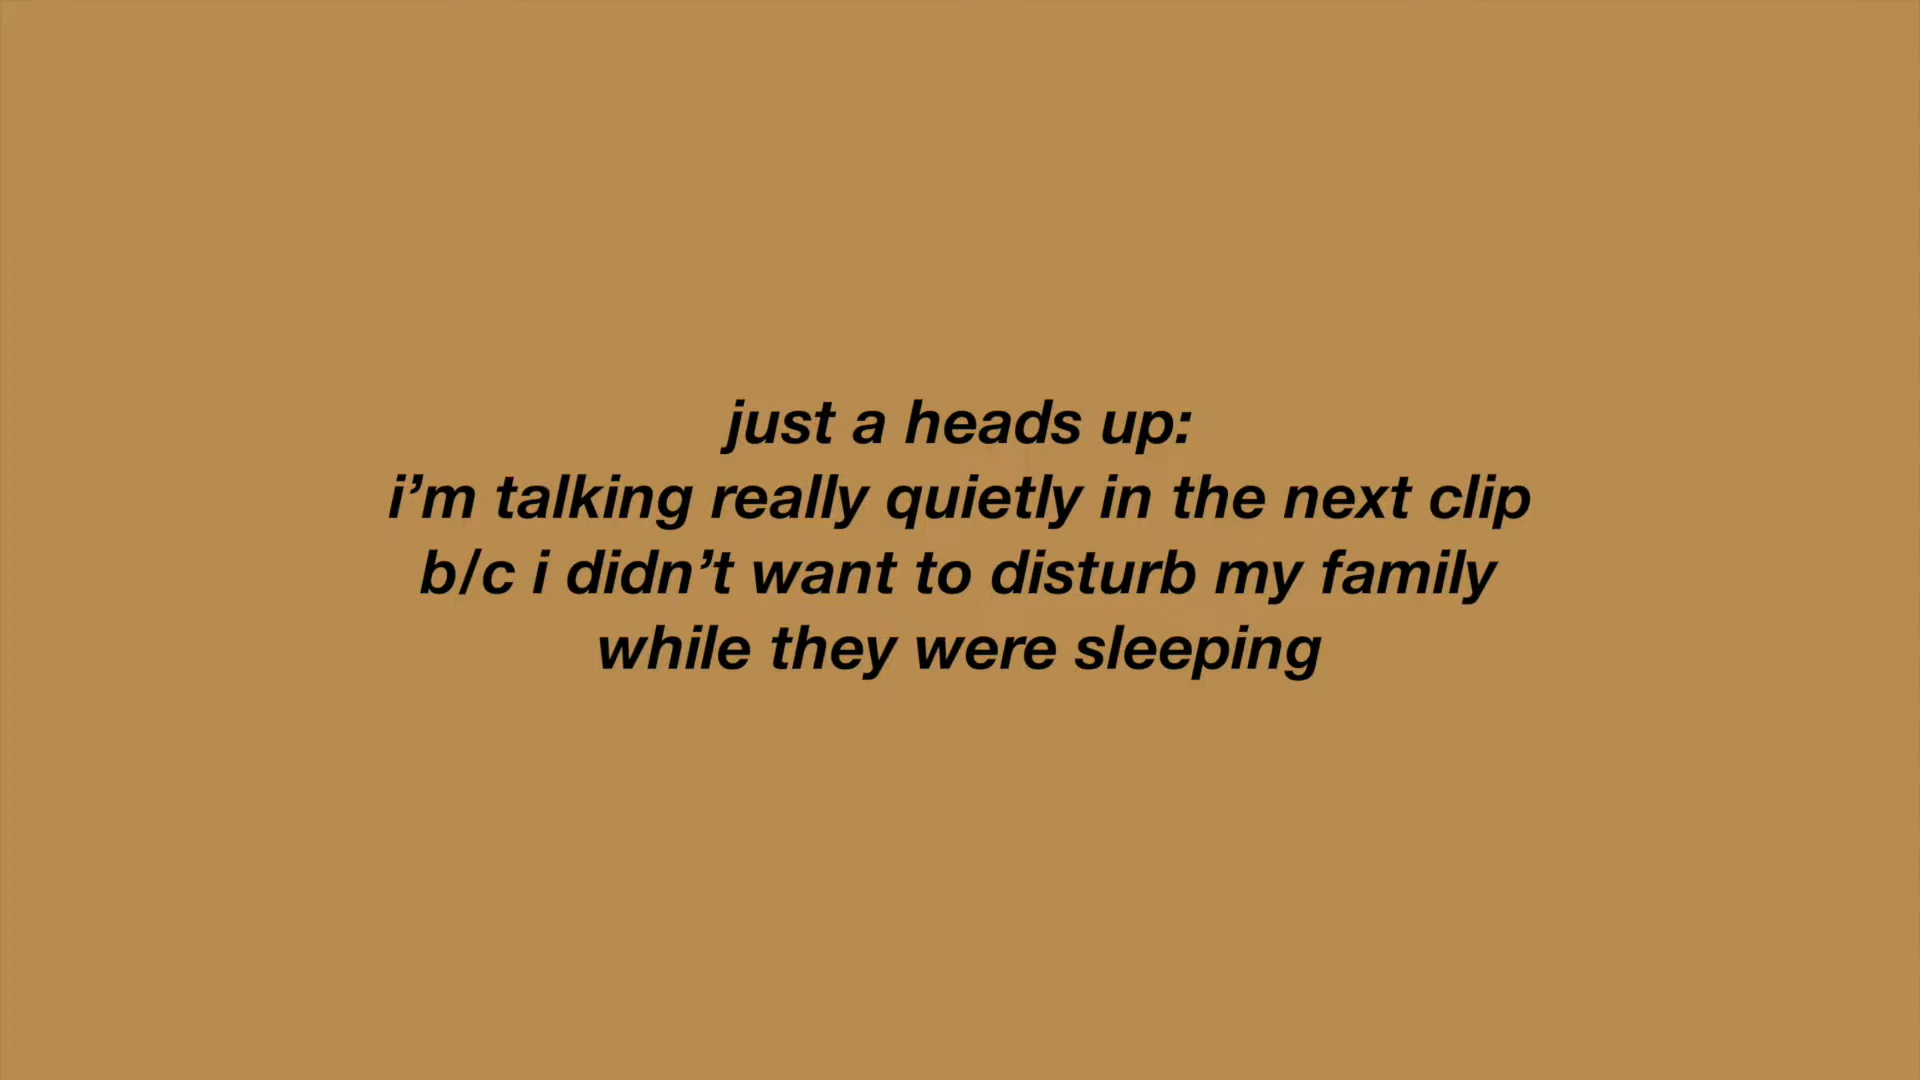 just a heads up:
i’m talking really quietly in the next clip
b/c i didn’t want to disturb my family
while they were sleeping